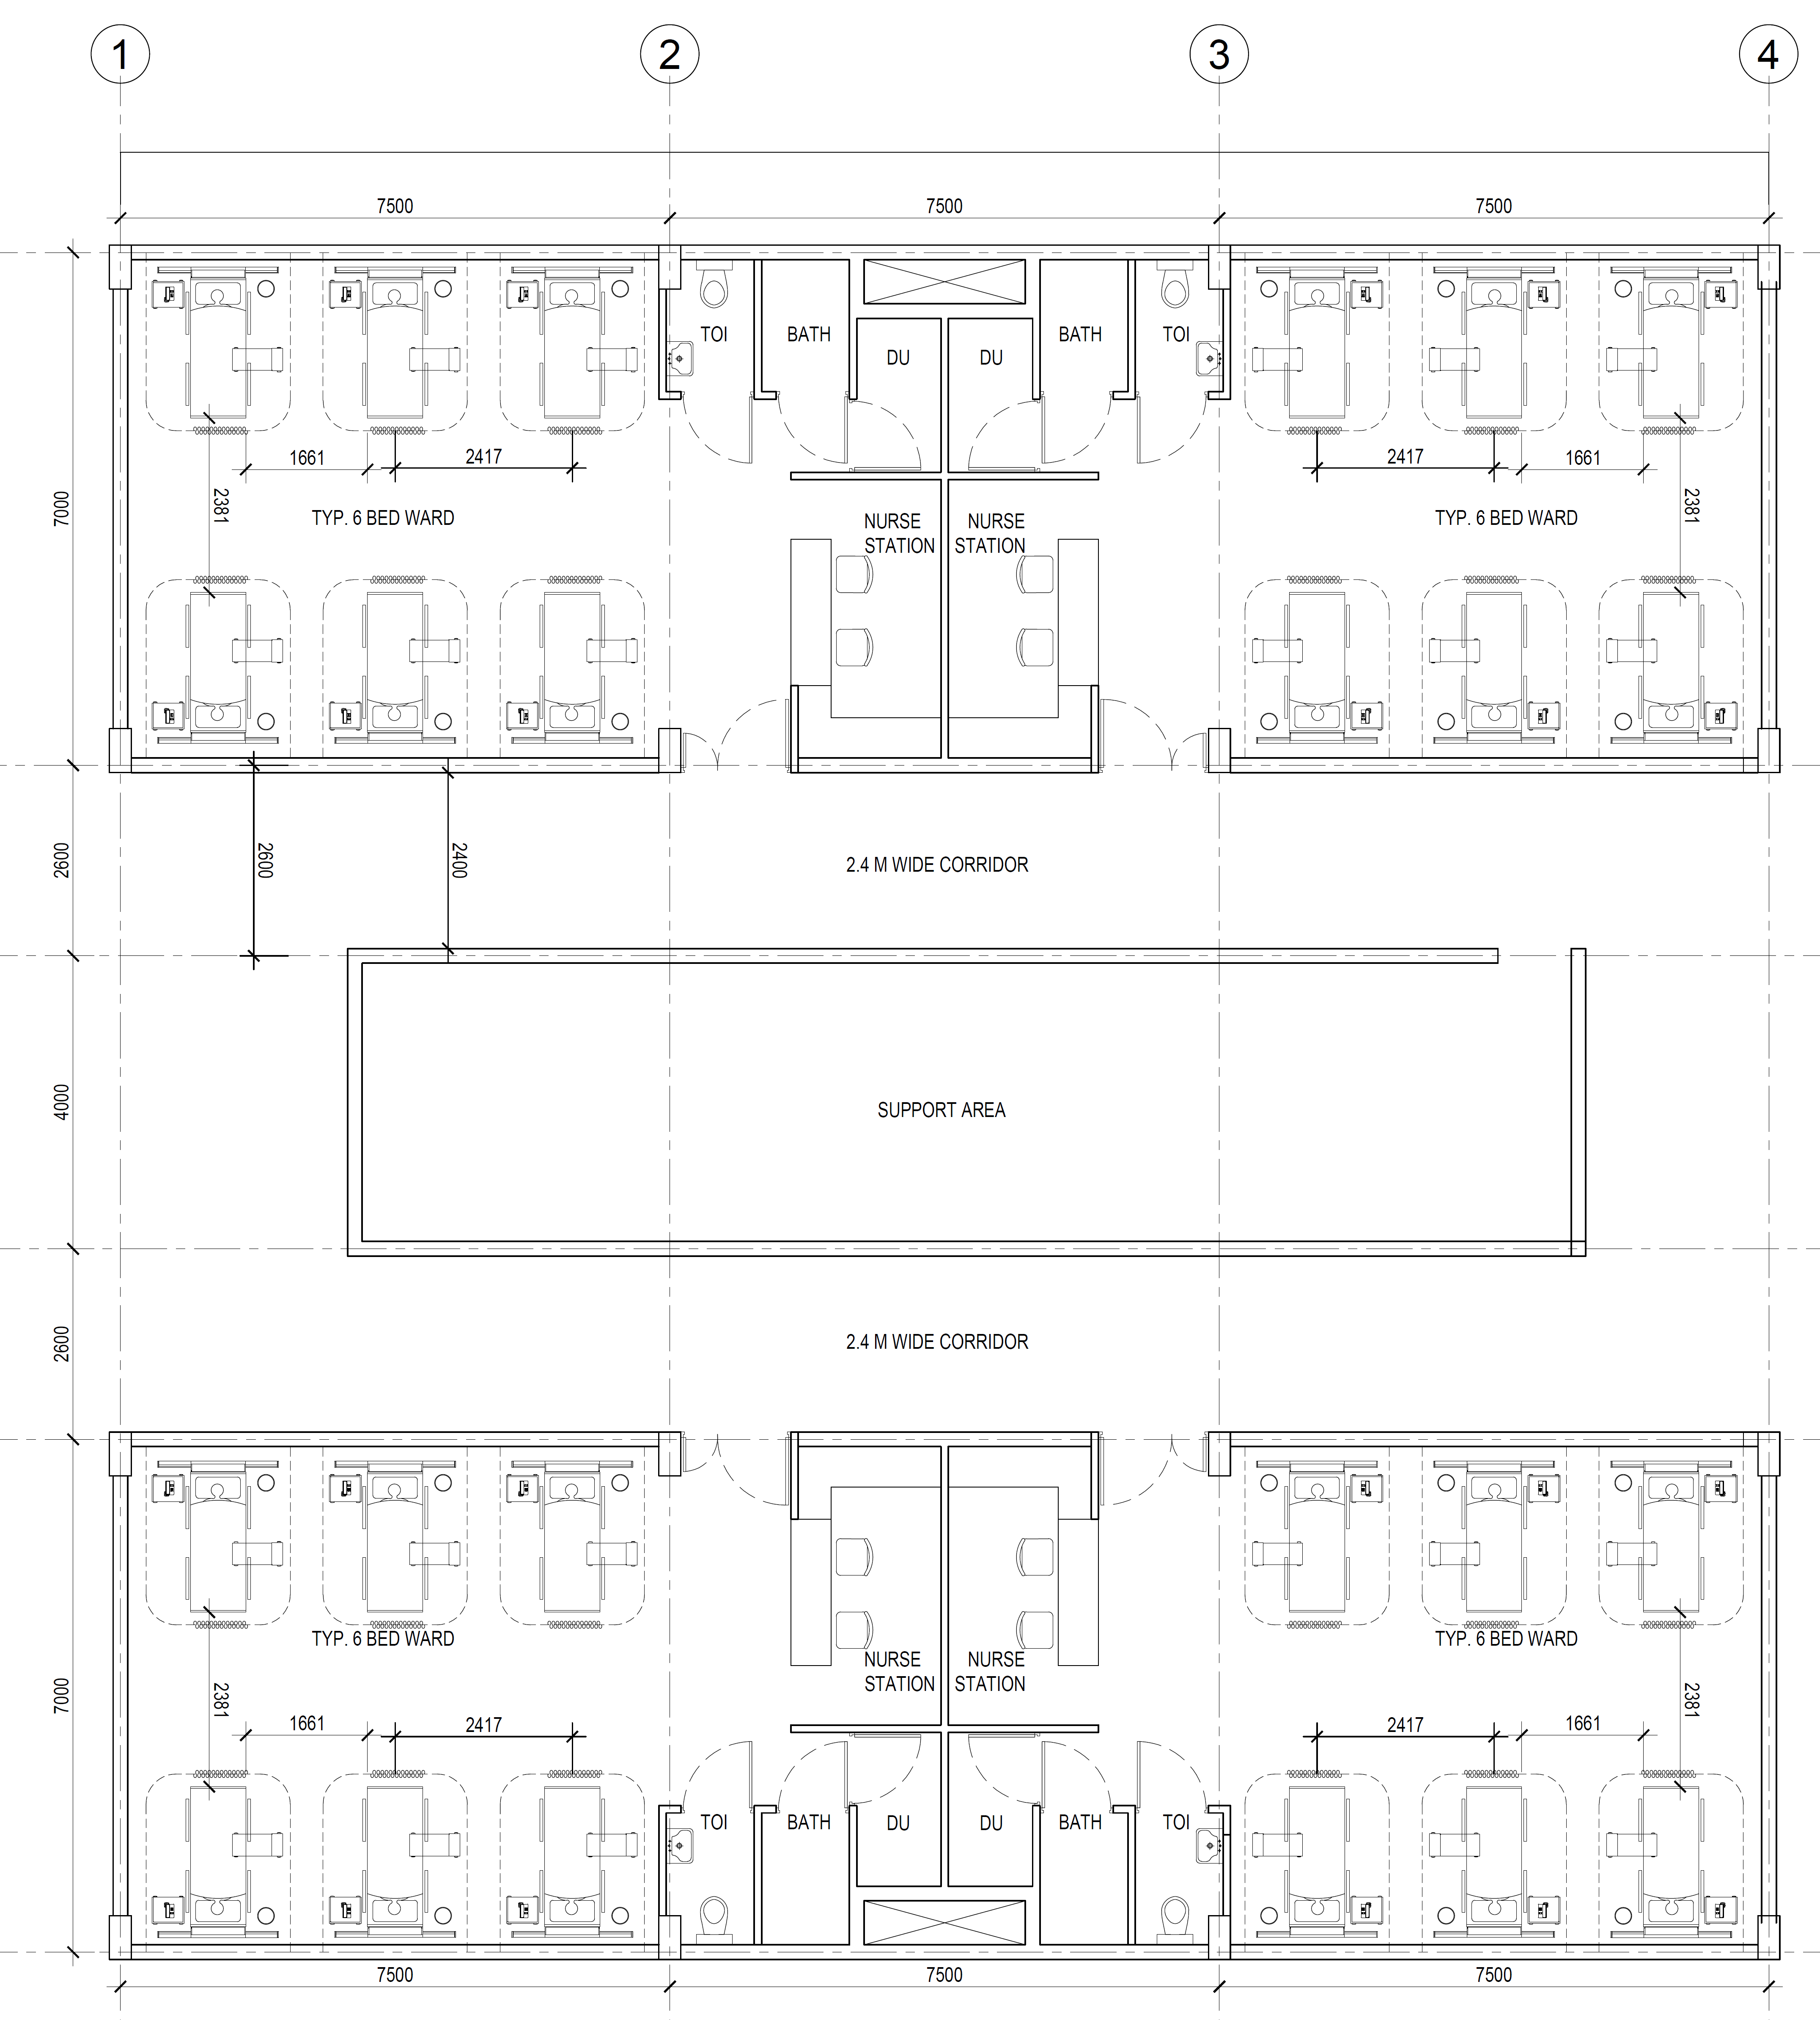 1 2 3 4
7500 7500 7500
TOI BATH DU DU BATH TOI
1661 2417 2417 1661
7000 2381 2381
TYP. 6 BED WARD TYP. 6 BED WARD
NURSE STATION
NURSE STATION
2600 2600 2400
2.4 M WIDE CORRIDOR
4000
SUPPORT AREA
2600
2.4 M WIDE CORRIDOR
TYP. 6 BED WARD TYP. 6 BED WARD
NURSE STATION
NURSE STATION
7000 2381 2381
1661 2417 2417 1661
TOI BATH DU DU BATH TOI
7500 7500 7500